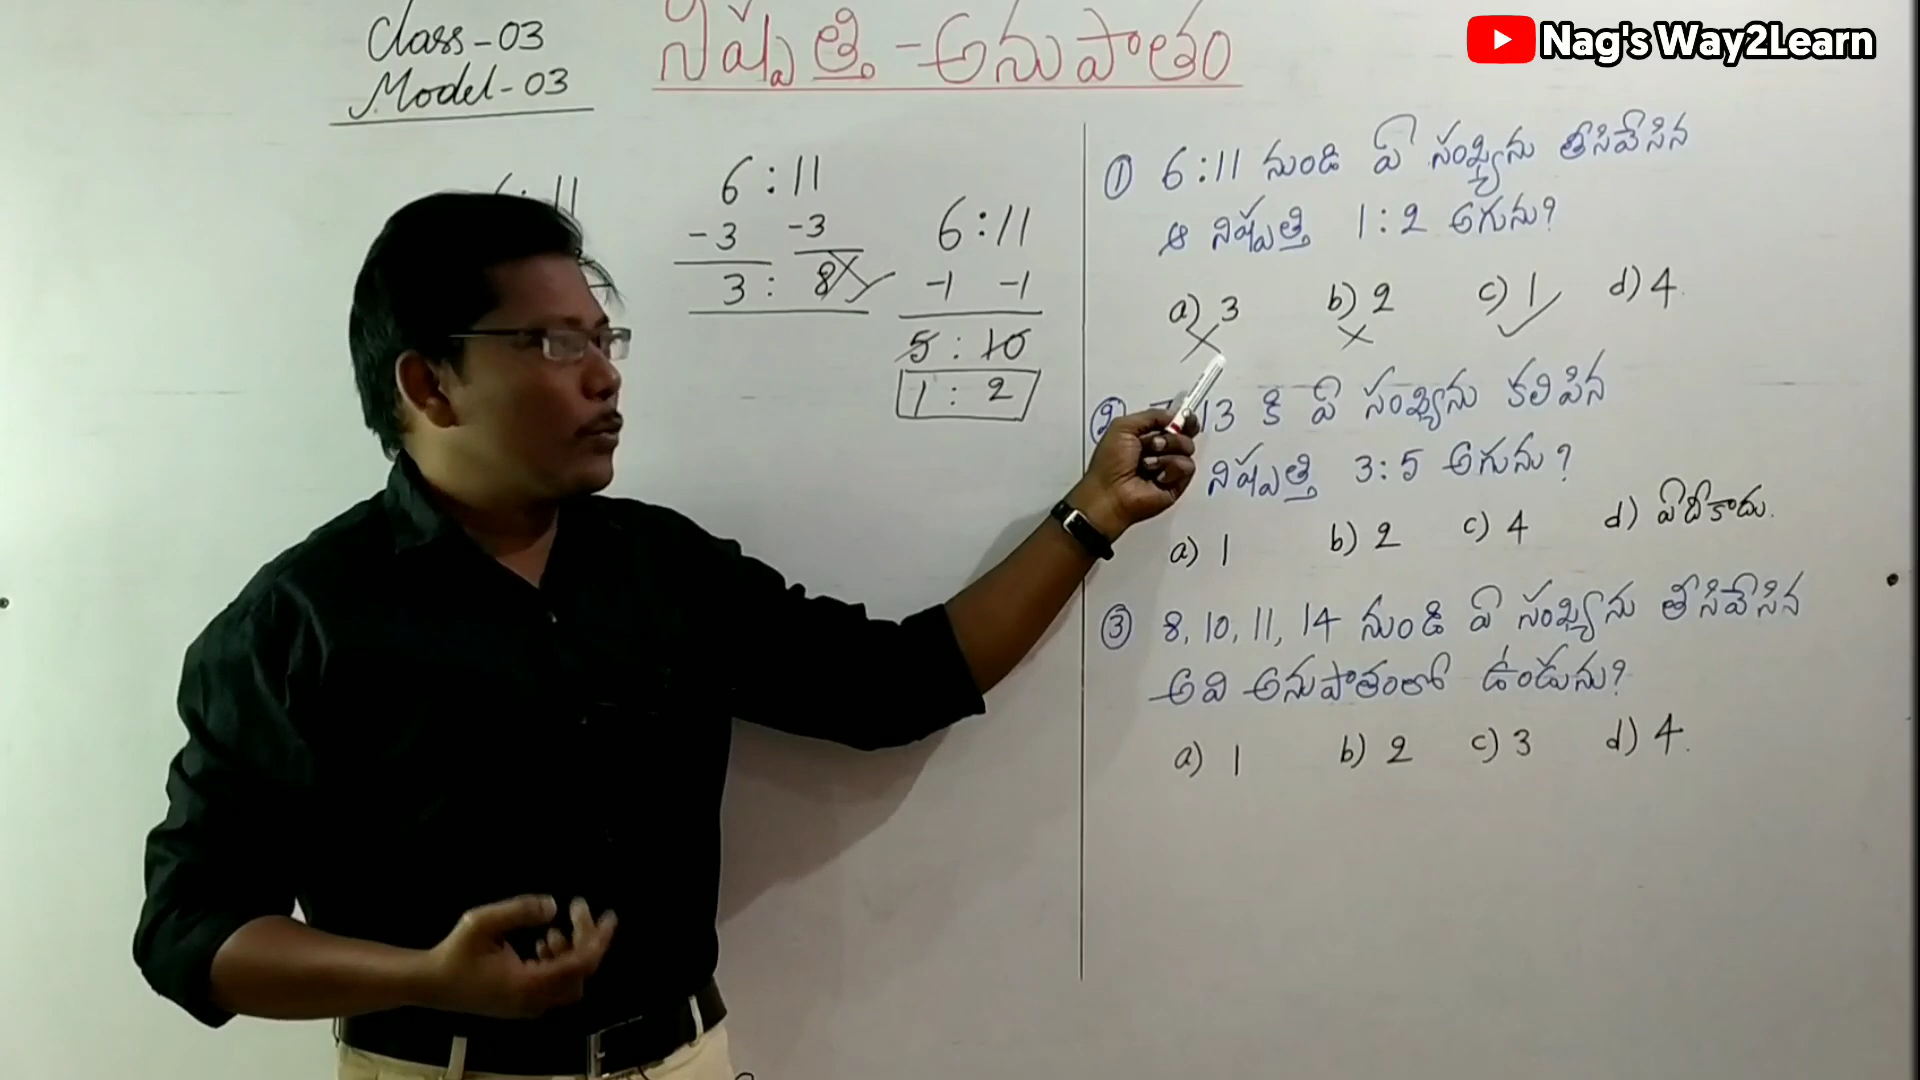 Class-03
Model-03
నిష్పత్తి - అనుపాతం
Nag's Way2Learn
: 11
6 : 11
-3 -3
3 : 8
6 : 11
-1 -1
5 : 10
1 : 2
① 6 : 11 నుండి ఏ సంఖ్యను తీసివేసిన
ఆ నిష్పత్తి 1 : 2 అగును?
a) 3 b) 2 c) 1 d) 4.
② 13 కి ఏ సంఖ్యను కలిపిన
నిష్పత్తి 3 : 5 అగును?
a) 1 b) 2 c) 4 d) ఏదీకాదు.
③ 8, 10, 11, 14 నుండి ఏ సంఖ్యను తీసివేసిన
అవి అనుపాతంలో ఉండును?
a) 1 b) 2 c) 3 d) 4.